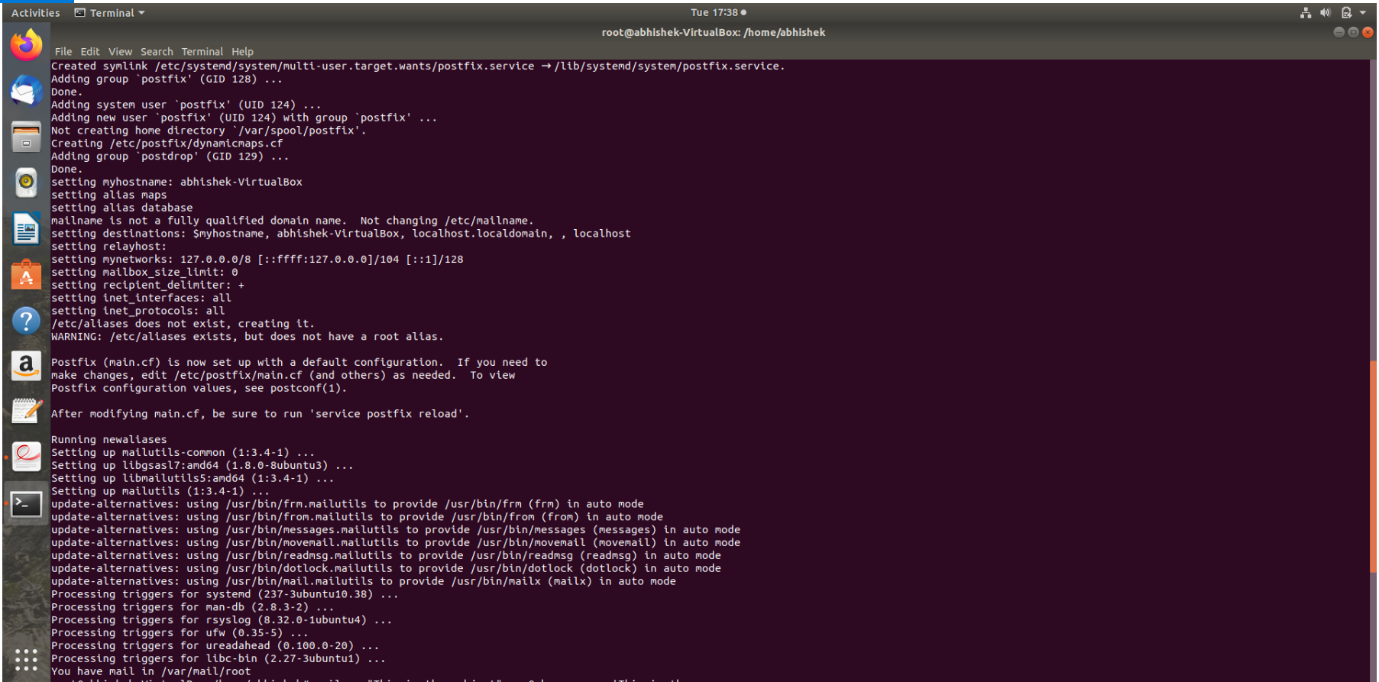 Activities Terminal Tue 17:38
root@abhishek-VirtualBox: /home/abhishek
File Edit View Search Terminal Help
Created symlink /etc/systemd/system/multi-user.target.wants/postfix.service → /lib/systemd/system/postfix.service.
Adding group `postfix' (GID 128) ...
Done.
Adding system user `postfix' (UID 124) ...
Adding new user `postfix' (UID 124) with group `postfix' ...
Not creating home directory `/var/spool/postfix'.
Creating /etc/postfix/dynamicmaps.cf
Adding group `postdrop' (GID 129) ...
Done.
setting myhostname: abhishek-VirtualBox
setting alias maps
setting alias database
mailname is not a fully qualified domain name.  Not changing /etc/mailname.
setting destinations: $myhostname, abhishek-VirtualBox, localhost.localdomain, , localhost
setting relayhost:
setting mynetworks: 127.0.0.0/8 [::ffff:127.0.0.0]/104 [::1]/128
setting mailbox_size_limit: 0
setting recipient_delimiter: +
setting inet_interfaces: all
setting inet_protocols: all
/etc/aliases does not exist, creating it.
WARNING: /etc/aliases exists, but does not have a root alias.
Postfix (main.cf) is now set up with a default configuration.  If you need to
make changes, edit /etc/postfix/main.cf (and others) as needed.  To view
Postfix configuration values, see postconf(1).
After modifying main.cf, be sure to run 'service postfix reload'.
Running newaliases
Setting up mailutils-common (1:3.4-1) ...
Setting up libgsasl7:amd64 (1.8.0-8ubuntu3) ...
Setting up libmailutils5:amd64 (1:3.4-1) ...
Setting up mailutils (1:3.4-1) ...
update-alternatives: using /usr/bin/frm.mailutils to provide /usr/bin/frm (frm) in auto mode
update-alternatives: using /usr/bin/from.mailutils to provide /usr/bin/from (from) in auto mode
update-alternatives: using /usr/bin/messages.mailutils to provide /usr/bin/messages (messages) in auto mode
update-alternatives: using /usr/bin/movemail.mailutils to provide /usr/bin/movemail (movemail) in auto mode
update-alternatives: using /usr/bin/readmsg.mailutils to provide /usr/bin/readmsg (readmsg) in auto mode
update-alternatives: using /usr/bin/dotlock.mailutils to provide /usr/bin/dotlock (dotlock) in auto mode
update-alternatives: using /usr/bin/mail.mailutils to provide /usr/bin/mailx (mailx) in auto mode
Processing triggers for systemd (237-3ubuntu10.38) ...
Processing triggers for man-db (2.8.3-2) ...
Processing triggers for rsyslog (8.32.0-1ubuntu4) ...
Processing triggers for ufw (0.35-5) ...
Processing triggers for ureadahead (0.100.0-20) ...
Processing triggers for libc-bin (2.27-3ubuntu1) ...
You have mail in /var/mail/root